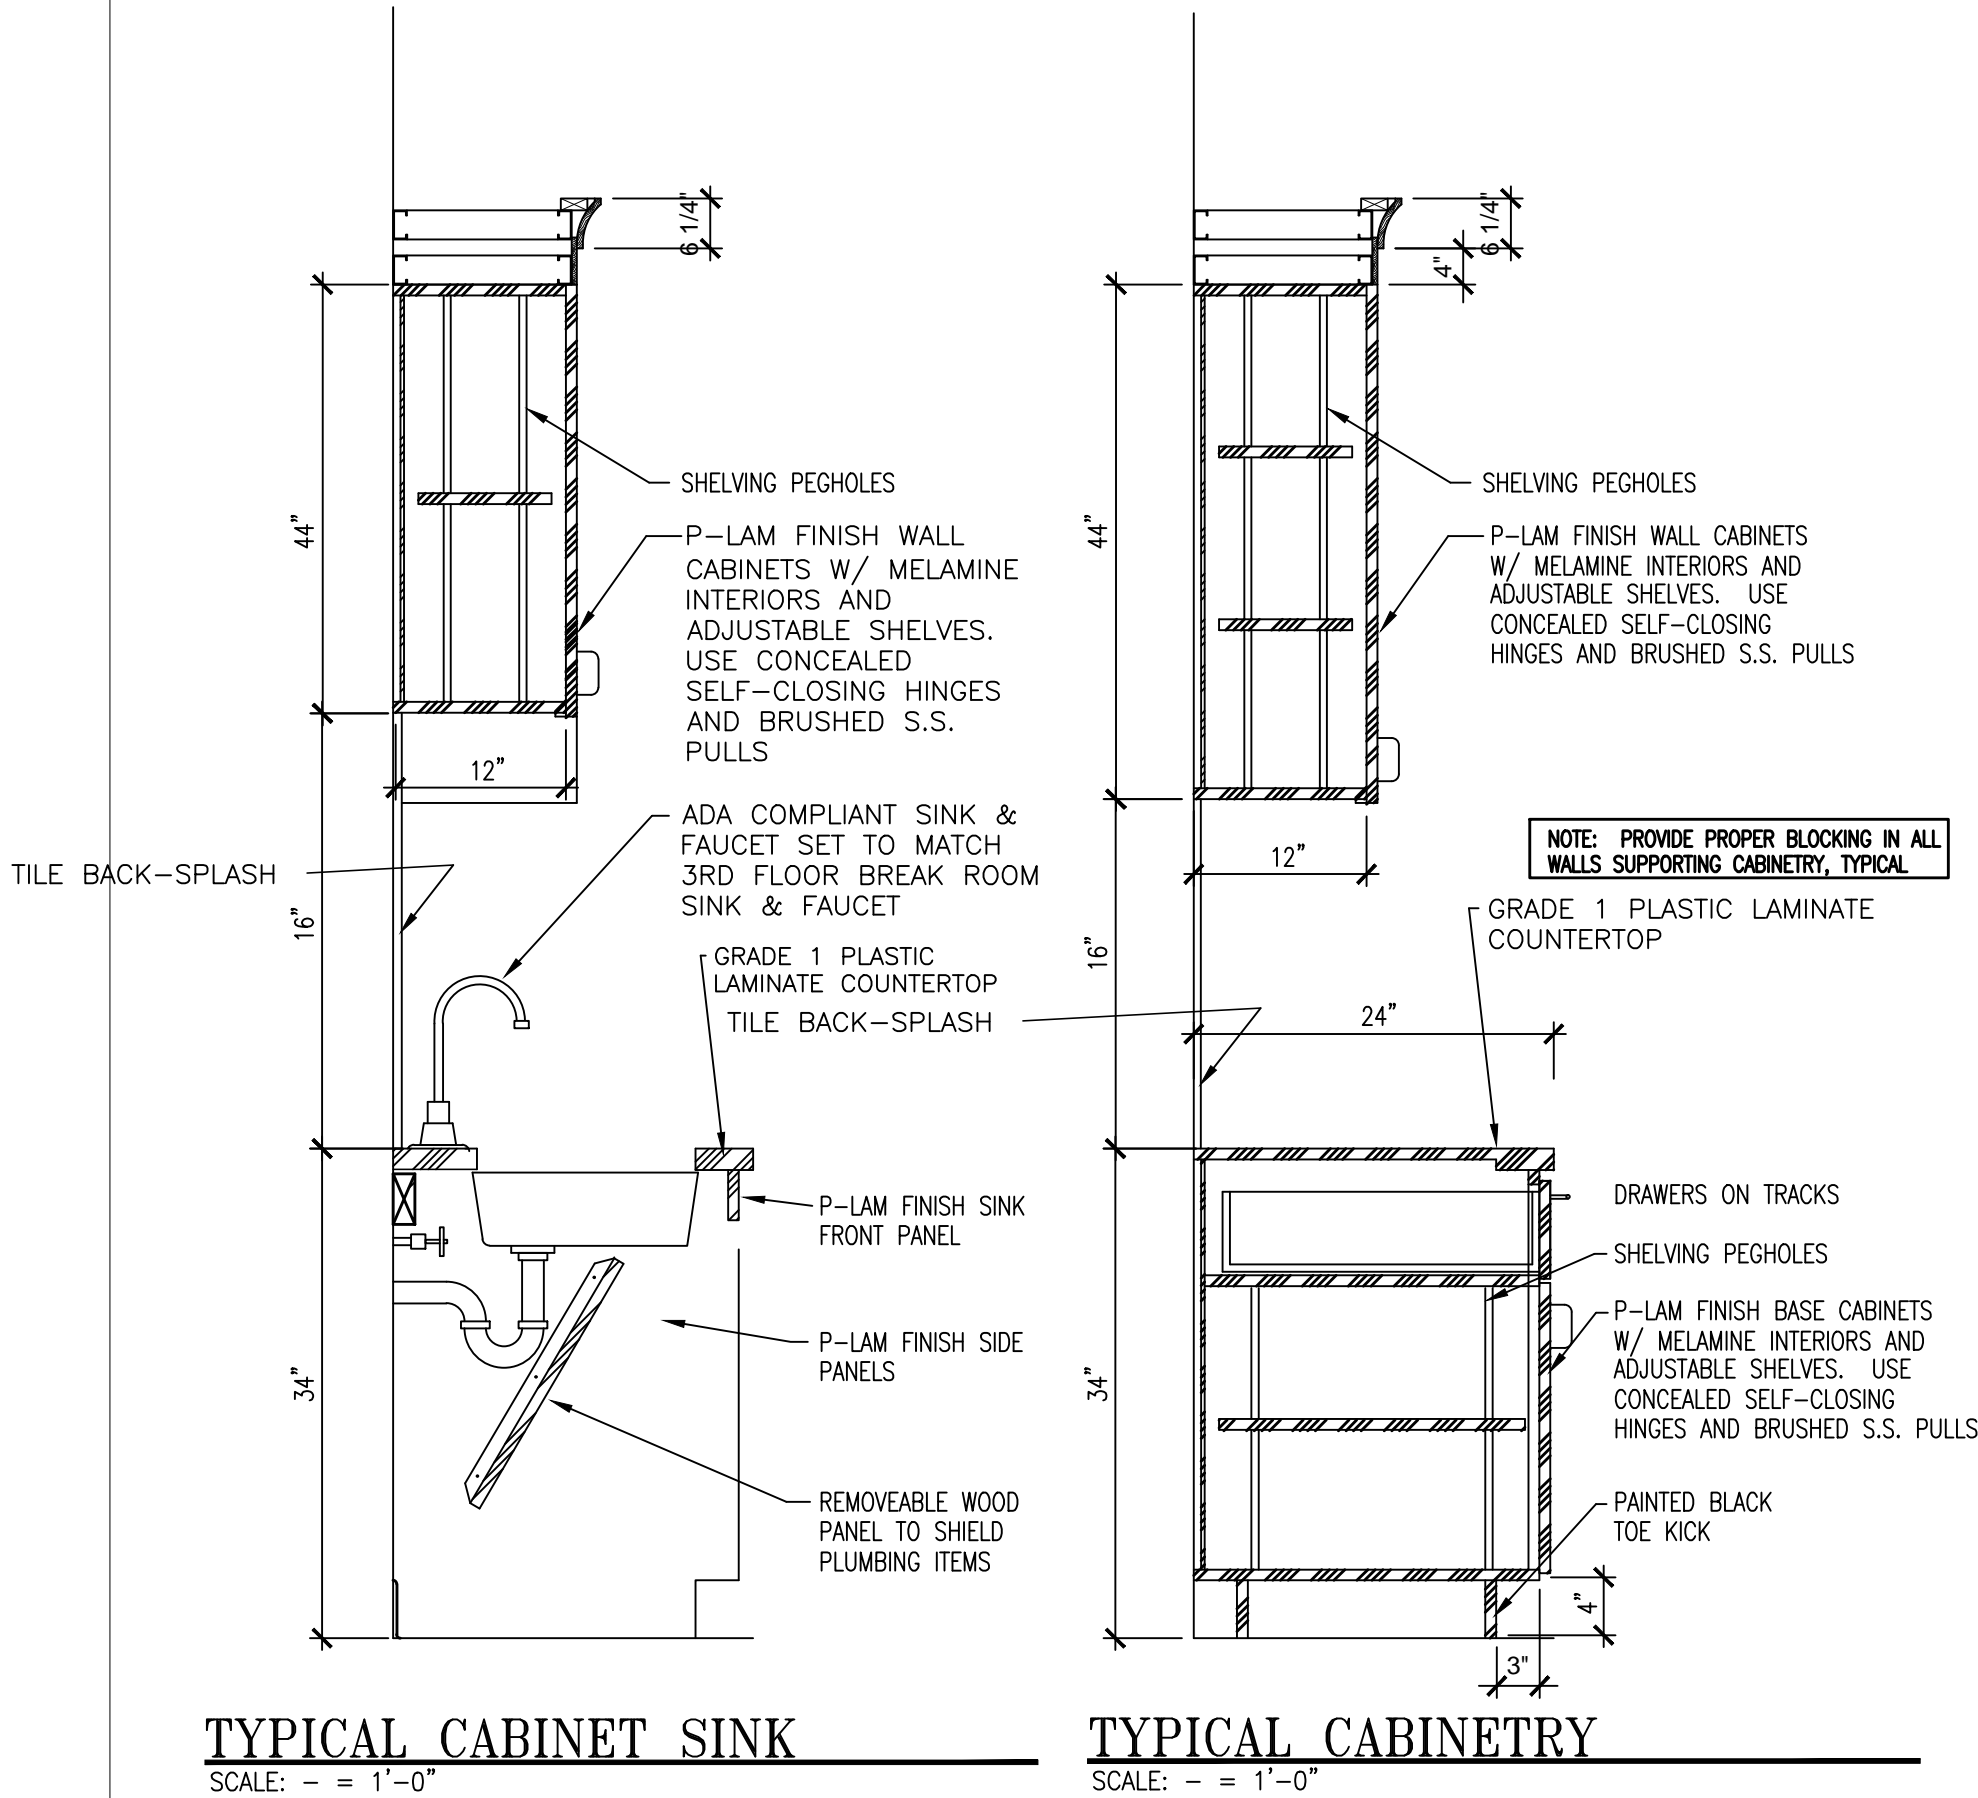 6 1/4"
44"
SHELVING PEGHOLES
P-LAM FINISH WALL
CABINETS W/ MELAMINE
INTERIORS AND
ADJUSTABLE SHELVES.
USE CONCEALED
SELF-CLOSING HINGES
AND BRUSHED S.S.
PULLS
12"
ADA COMPLIANT SINK &
FAUCET SET TO MATCH
3RD FLOOR BREAK ROOM
SINK & FAUCET
TILE BACK-SPLASH
16"
GRADE 1 PLASTIC
LAMINATE COUNTERTOP
P-LAM FINISH SINK
FRONT PANEL
34"
P-LAM FINISH SIDE
PANELS
REMOVEABLE WOOD
PANEL TO SHIELD
PLUMBING ITEMS
TYPICAL CABINET SINK
SCALE: - = 1'-0"
6 1/4"
4"
44"
SHELVING PEGHOLES
P-LAM FINISH WALL CABINETS
W/ MELAMINE INTERIORS AND
ADJUSTABLE SHELVES. USE
CONCEALED SELF-CLOSING
HINGES AND BRUSHED S.S. PULLS
NOTE: PROVIDE PROPER BLOCKING IN ALL
WALLS SUPPORTING CABINETRY, TYPICAL
12"
GRADE 1 PLASTIC LAMINATE
COUNTERTOP
16"
TILE BACK-SPLASH
24"
DRAWERS ON TRACKS
SHELVING PEGHOLES
P-LAM FINISH BASE CABINETS
W/ MELAMINE INTERIORS AND
ADJUSTABLE SHELVES. USE
CONCEALED SELF-CLOSING
HINGES AND BRUSHED S.S. PULLS
34"
PAINTED BLACK
TOE KICK
4"
3"
TYPICAL CABINETRY
SCALE: - = 1'-0"